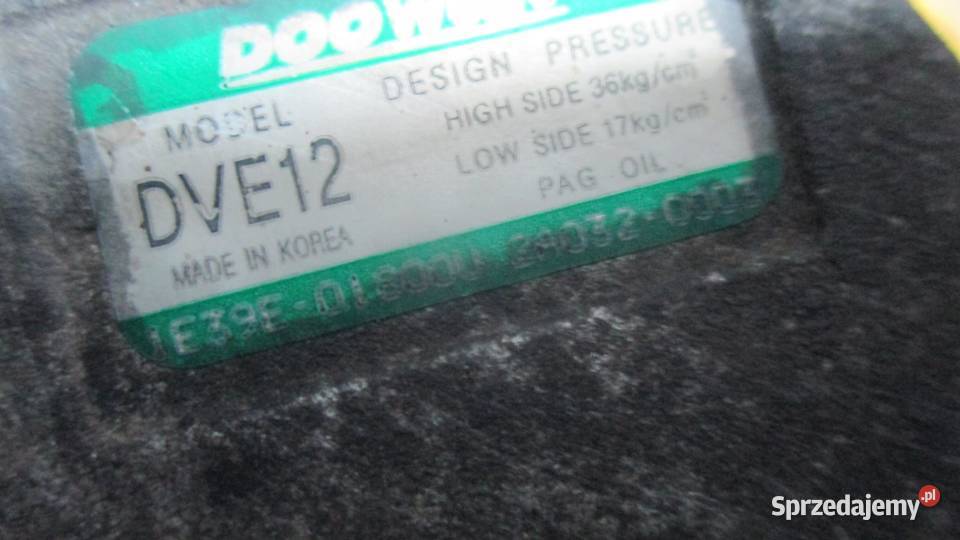 MODEL
DVE12
MADE IN KOREA
DESIGN PRESSURE
HIGH SIDE 36kg/cm²
LOW SIDE 17kg/cm²
PAG OIL
Sprzedajemy.pl